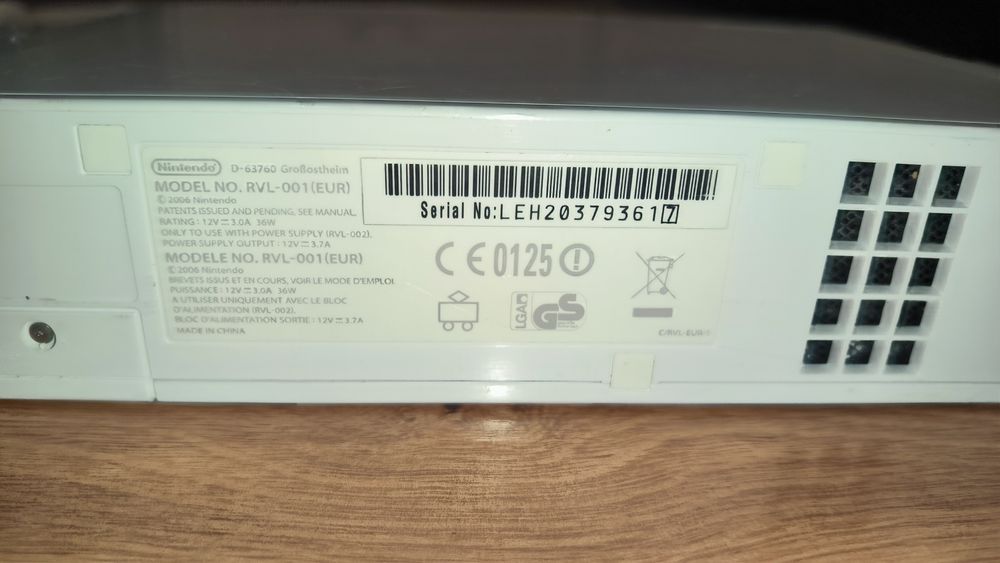 Nintendo D-63760 Großostheim
MODEL NO. RVL-001(EUR)
© 2006 Nintendo
PATENTS ISSUED AND PENDING, SEE MANUAL.
RATING : 12V⎓3.0A 36W
ONLY TO USE WITH POWER SUPPLY (RVL-002).
POWER SUPPLY OUTPUT : 12V⎓3.7A
MODELE NO. RVL-001(EUR)
© 2006 Nintendo
BREVETS ISSUS ET EN COURS, VOIR LE MODE D'EMPLOI.
PUISSANCE : 12V⎓3.0A 36W
A UTILISER UNIQUEMENT AVEC LE BLOC
D'ALIMENTATION (RVL-002).
BLOC D'ALIMENTATION SORTIE : 12V⎓3.7A
MADE IN CHINA
Serial No:LEH203793617
CE0125
LGA GS
C/RVL-EUR-